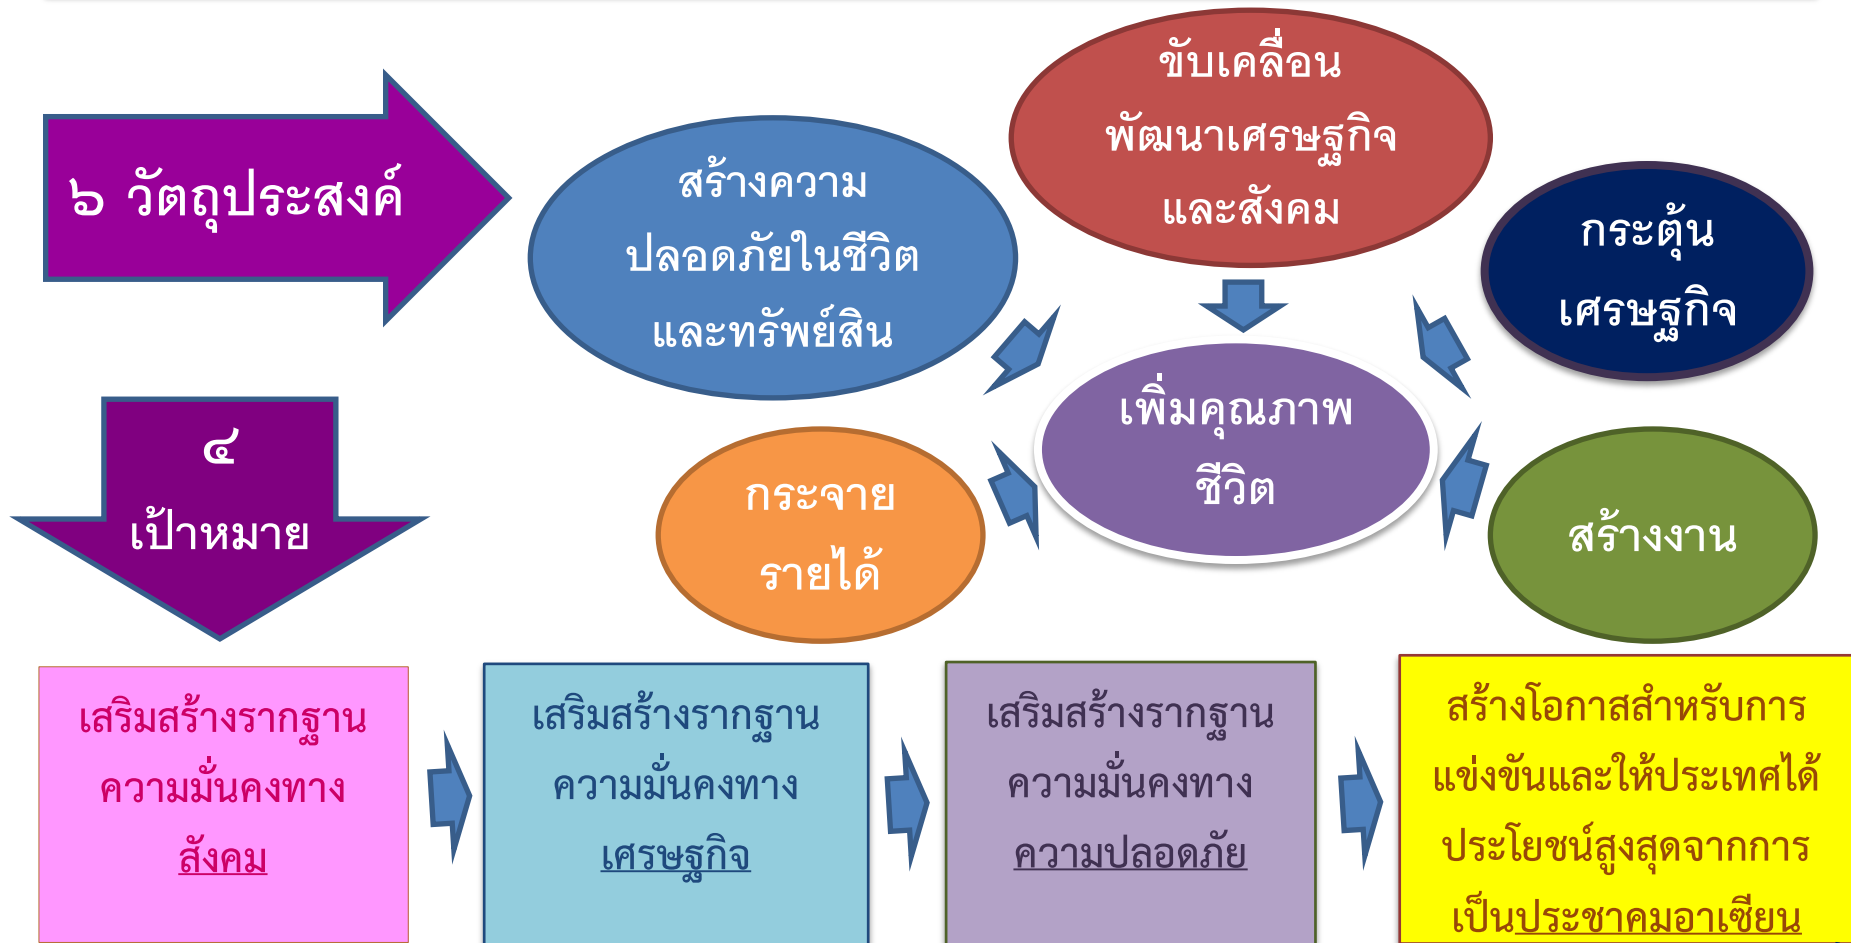 ๖ วัตถุประสงค์
ขับเคลื่อน
พัฒนาเศรษฐกิจ
และสังคม
สร้างความ
ปลอดภัยในชีวิต
และทรัพย์สิน
กระตุ้น
เศรษฐกิจ
เพิ่มคุณภาพ
ชีวิต
กระจาย
รายได้
สร้างงาน
๔
เป้าหมาย
เสริมสร้างรากฐาน
ความมั่นคงทาง
สังคม
เสริมสร้างรากฐาน
ความมั่นคงทาง
เศรษฐกิจ
เสริมสร้างรากฐาน
ความมั่นคงทาง
ความปลอดภัย
สร้างโอกาสสำหรับการ
แข่งขันและให้ประเทศได้
ประโยชน์สูงสุดจากการ
เป็นประชาคมอาเซียน